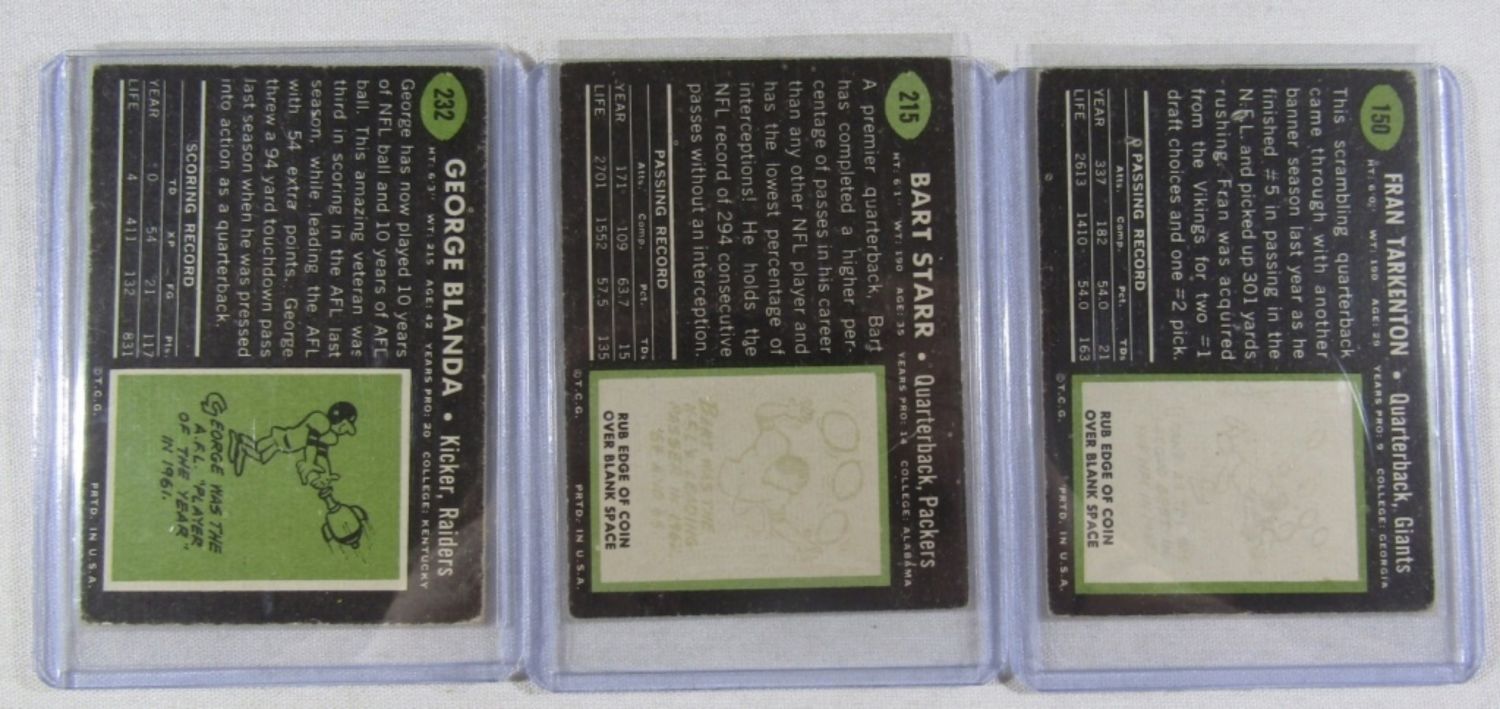 232
GEORGE BLANDA • Kicker, Raiders
HT: 6'3" WT: 215 AGE: 42 YEARS PRO: 20 COLLEGE: KENTUCKY
George has now played 10 years
of NFL ball and 10 years of AFL
ball. This amazing veteran was
third in scoring in the AFL last
season, while leading the AFL
with 54 extra points. George
threw a 94 yard touchdown pass
last season when he was pressed
into action as a quarterback.
SCORING RECORD
TD XP FG Pts.
YEAR 0 54 21 117
LIFE 4 411 132 831
GEORGE WAS THE
A.F.L. "PLAYER
OF THE YEAR"
IN 1961.
©T.C.G. PRTD. IN U.S.A.
215
BART STARR • Quarterback, Packers
HT: 6'1" WT: 190 AGE: 35 YEARS PRO: 14 COLLEGE: ALABAMA
A premier quarterback, Bart
has completed a higher per-
centage of passes in his career
than any other NFL player and
has the lowest percentage of
interceptions! He holds the
NFL record of 294 consecutive
passes without an interception.
PASSING RECORD
Atts. Comp. Pct. TDs
YEAR 171 109 63.7 15
LIFE 2701 1552 57.5 135
BART WAS THE
RUB EDGE OF COIN
OVER BLANK SPACE
©T.C.G. PRTD. IN U.S.A.
150
FRAN TARKENTON • Quarterback, Giants
HT: 6'0" WT: 190 AGE: 29 YEARS PRO: 9 COLLEGE: GEORGIA
This scrambling quarterback
came through with another
banner season last year as he
finished #5 in passing in the
N.F.L. and picked up 301 yards
rushing. Fran was acquired
from the Vikings for two #1
draft choices and one #2 pick.
PASSING RECORD
Atts. Comp. Pct. TDs
YEAR 337 182 54.0 21
LIFE 2613 1410 54.0 163
RUB EDGE OF COIN
OVER BLANK SPACE
©T.C.G. PRTD. IN U.S.A.